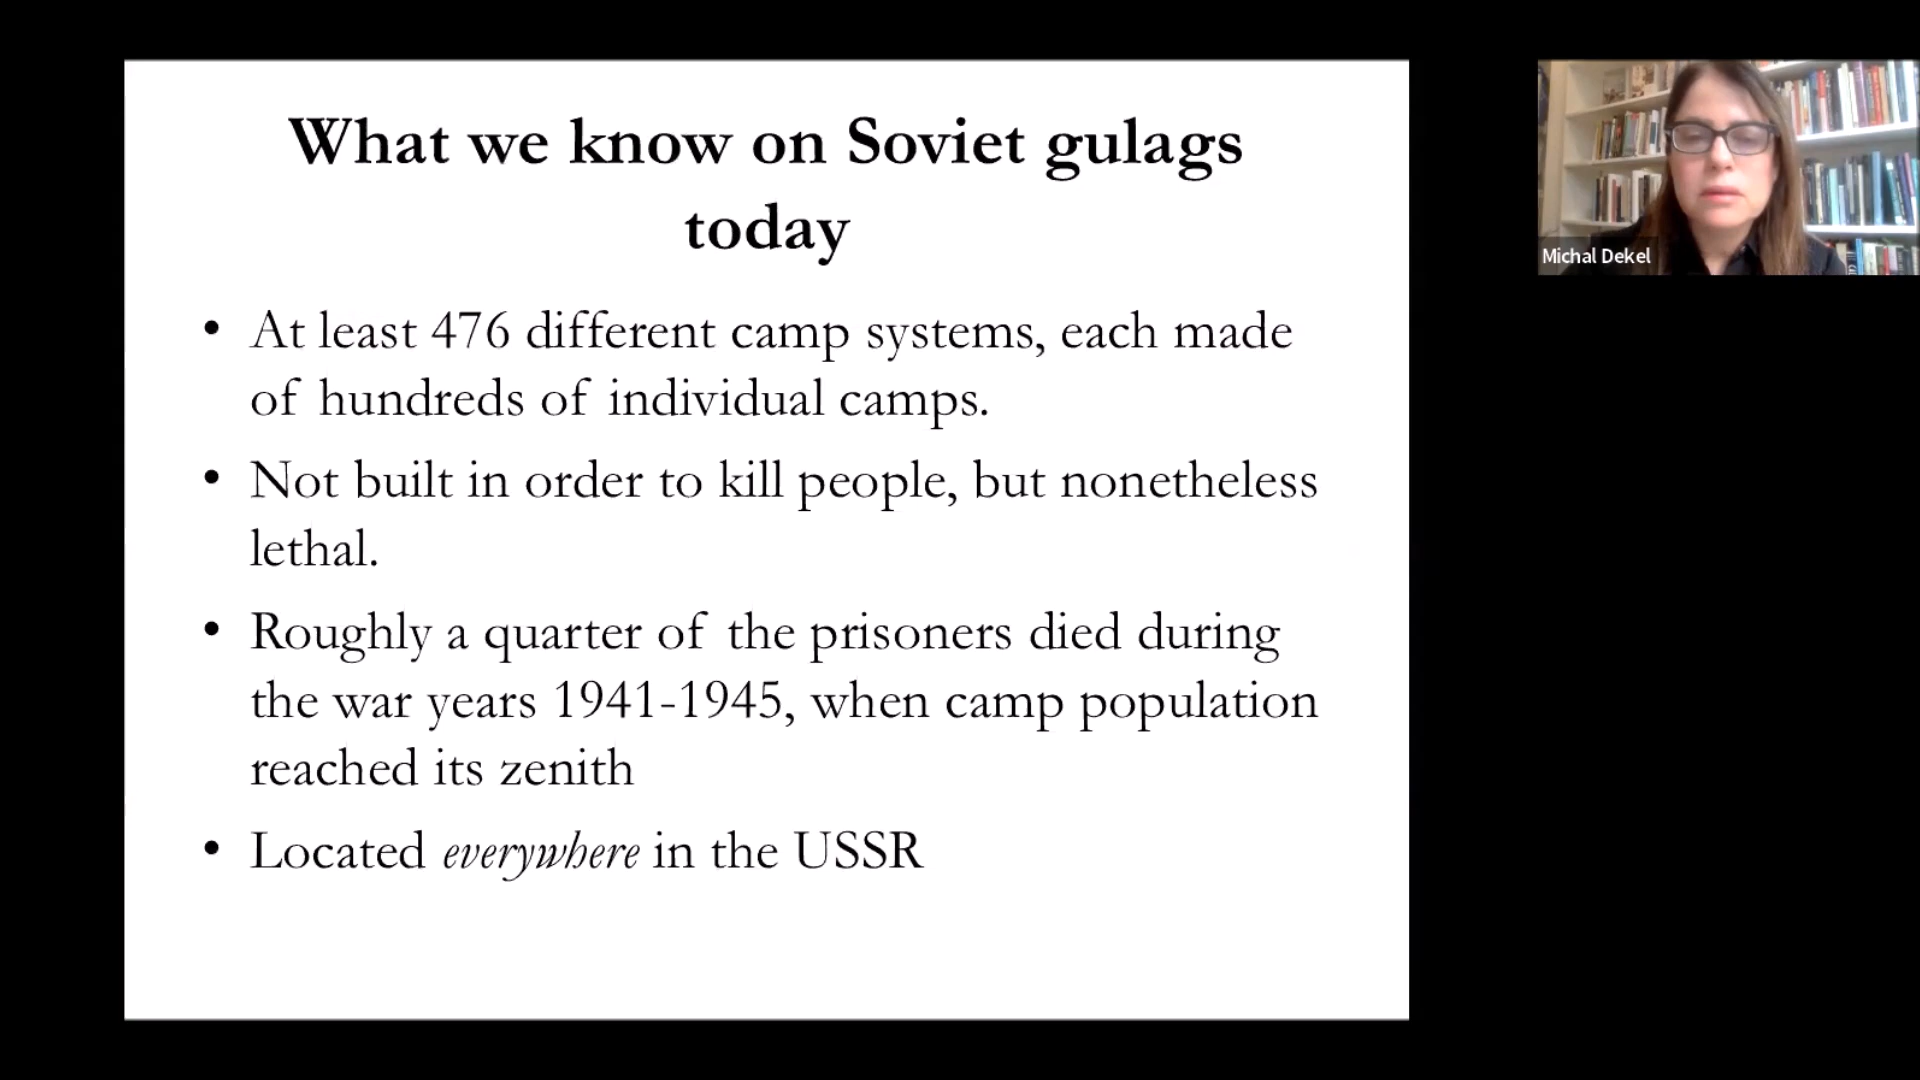 What we know on Soviet gulags
today
• At least 476 different camp systems, each made
of hundreds of individual camps.
• Not built in order to kill people, but nonetheless
lethal.
• Roughly a quarter of the prisoners died during
the war years 1941-1945, when camp population
reached its zenith
• Located everywhere in the USSR
Michal Dekel